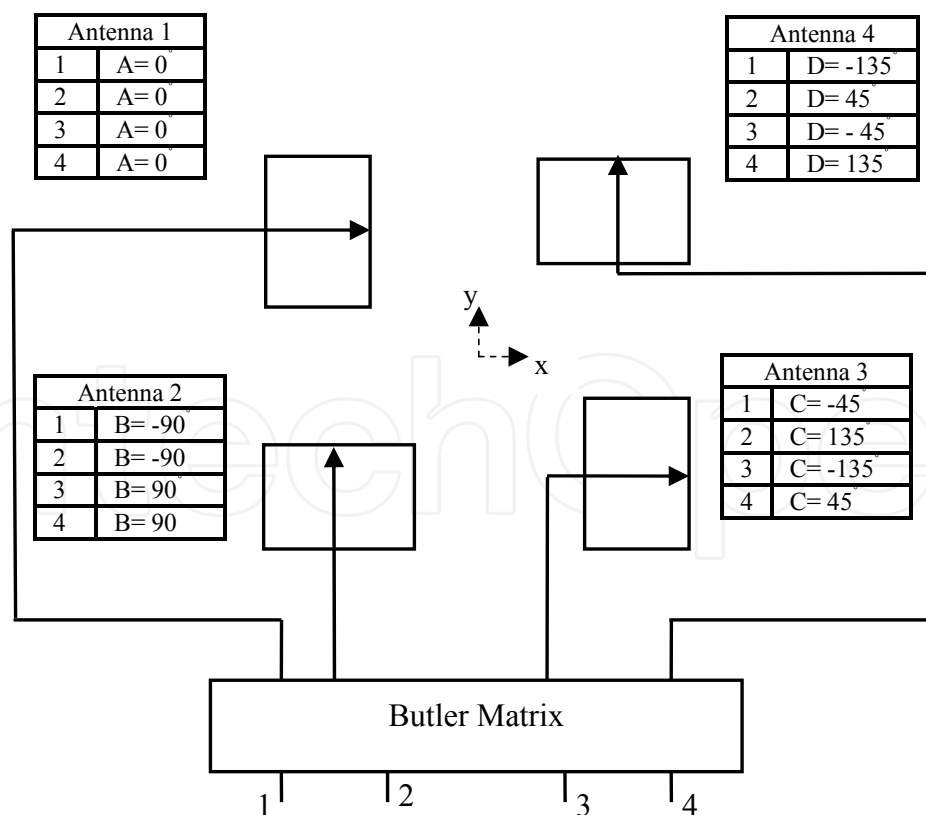 Antenna 1
1 A= 0°
2 A= 0°
3 A= 0°
4 A= 0°
Antenna 4
1 D= -135°
2 D= 45°
3 D= - 45°
4 D= 135°
y
x
Antenna 2
1 B= -90°
2 B= -90
3 B= 90°
4 B= 90
Antenna 3
1 C= -45°
2 C= 135°
3 C= -135°
4 C= 45°
ntechOpe
Butler Matrix
1 2 3 4